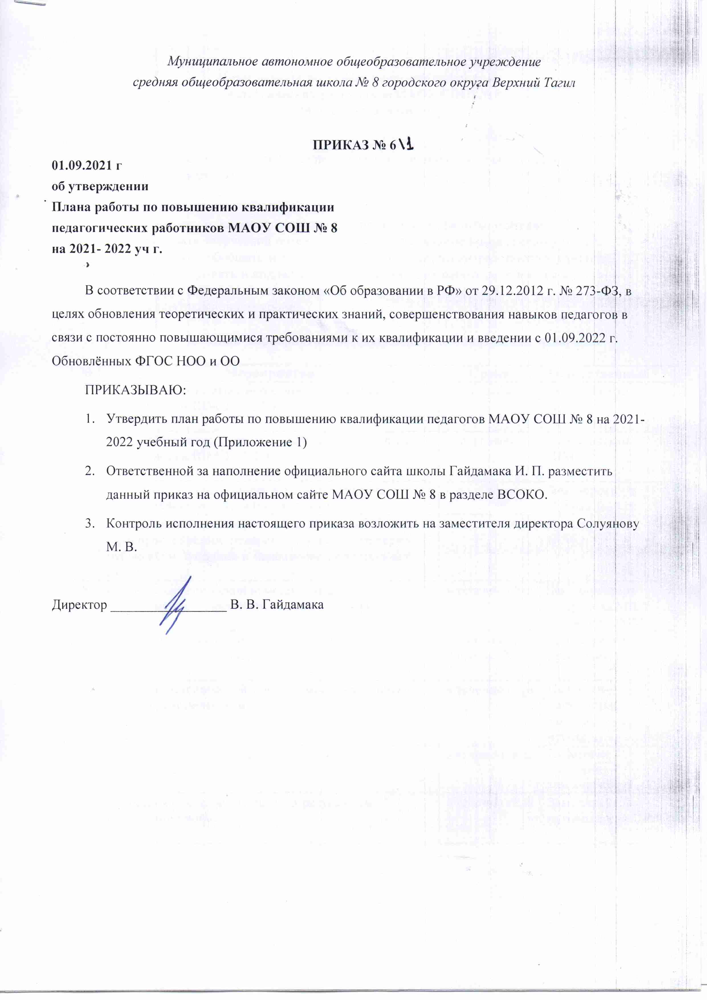 Муниципальное автономное общеобразовательное учреждение
средняя общеобразовательная школа № 8 городского округа Верхний Тагил
ПРИКАЗ № 6\1
01.09.2021 г
об утверждении
Плана работы по повышению квалификации
педагогических работников МАОУ СОШ № 8
на 2021- 2022 уч г.
В соответствии с Федеральным законом «Об образовании в РФ» от 29.12.2012 г. № 273-ФЗ, в
целях обновления теоретических и практических знаний, совершенствования навыков педагогов в
связи с постоянно повышающимися требованиями к их квалификации и введении с 01.09.2022 г.
Обновлённых ФГОС НОО и ОО
ПРИКАЗЫВАЮ:
1. Утвердить план работы по повышению квалификации педагогов МАОУ СОШ № 8 на 2021-
2022 учебный год (Приложение 1)
2. Ответственной за наполнение официального сайта школы Гайдамака И. П. разместить
данный приказ на официальном сайте МАОУ СОШ № 8 в разделе ВСОКО.
3. Контроль исполнения настоящего приказа возложить на заместителя директора Солуянову
М. В.
Директор _________________ В. В. Гайдамака